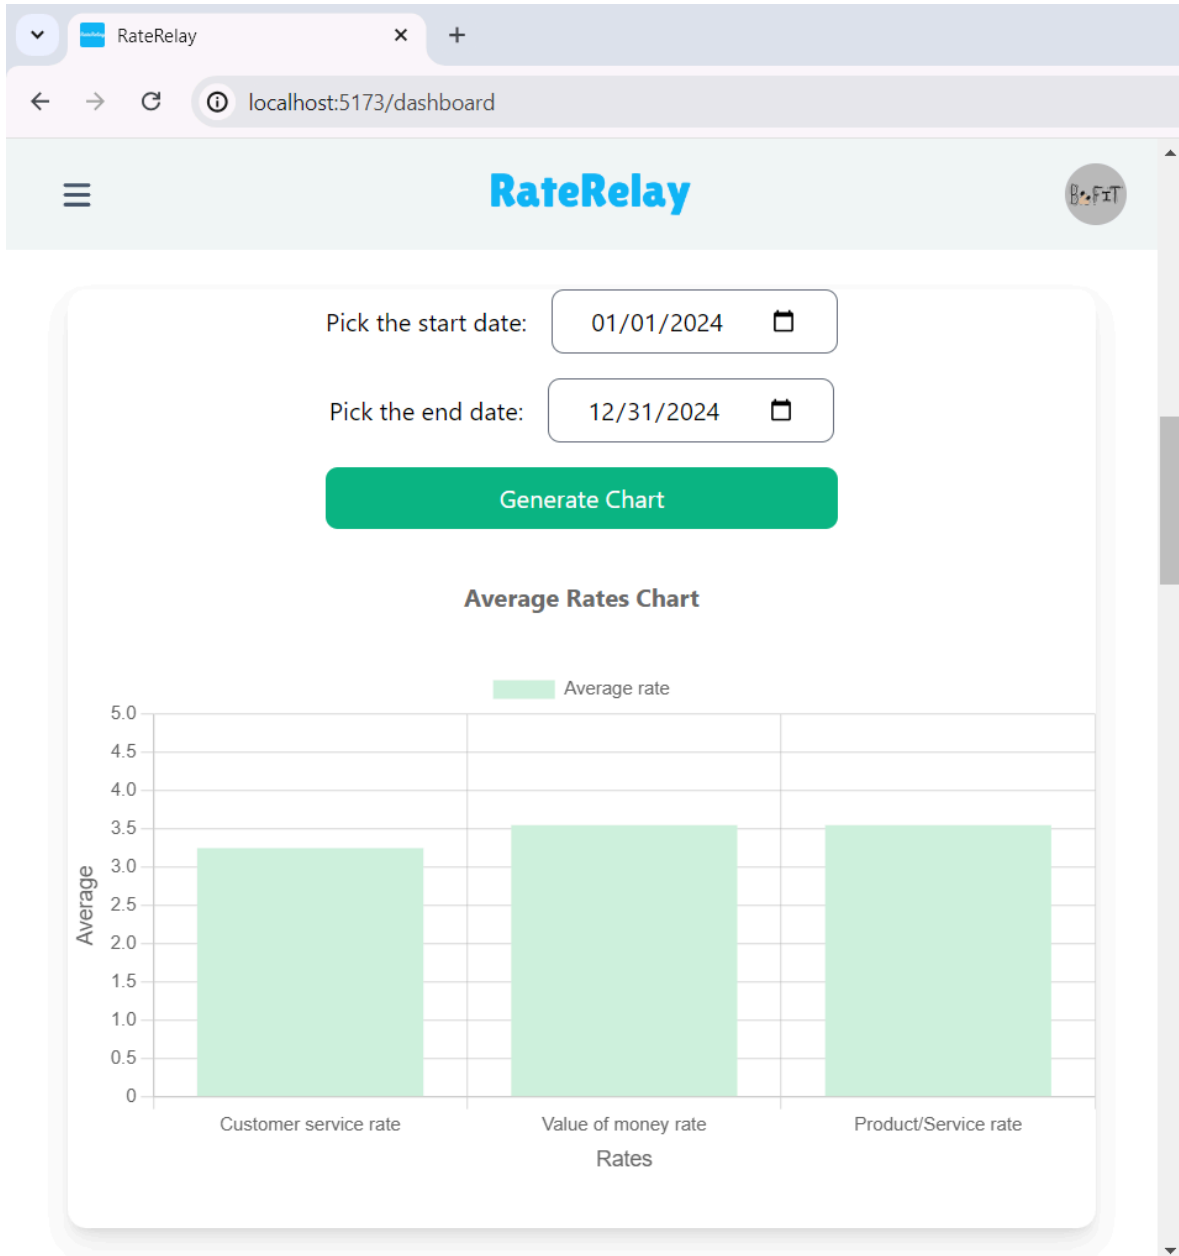 RateRelay
localhost:5173/dashboard
RateRelay
BeFIT
Pick the start date: 01/01/2024
Pick the end date: 12/31/2024
Generate Chart
Average Rates Chart
Average rate
5.0
4.5
4.0
3.5
3.0
2.5
2.0
1.5
1.0
0.5
0
Average
Customer service rate Value of money rate Product/Service rate
Rates